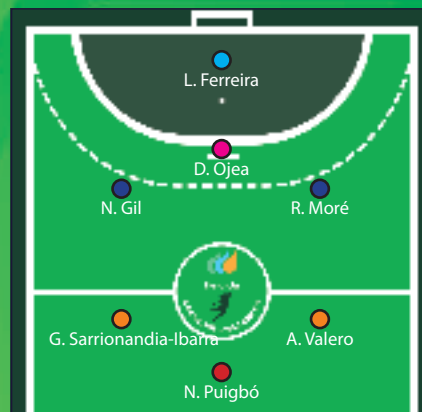 L. Ferreira
D. Ojea
N. Gil
R. Moré
G. Sarrionandia-Ibarra
A. Valero
N. Puigbó